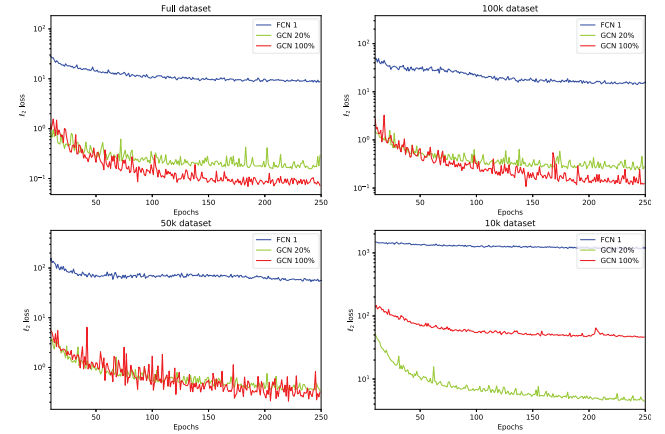 Full dataset
10²
10¹
10⁰
10⁻¹
ℓ₂ loss
FCN 1
GCN 20%
GCN 100%
50 100 150 200 250
Epochs
100k dataset
10²
10¹
10⁰
10⁻¹
ℓ₂ loss
FCN 1
GCN 20%
GCN 100%
50 100 150 200 250
Epochs
50k dataset
10²
10¹
10⁰
ℓ₂ loss
FCN 1
GCN 20%
GCN 100%
50 100 150 200 250
Epochs
10k dataset
10³
10²
10¹
ℓ₂ loss
FCN 1
GCN 20%
GCN 100%
50 100 150 200 250
Epochs